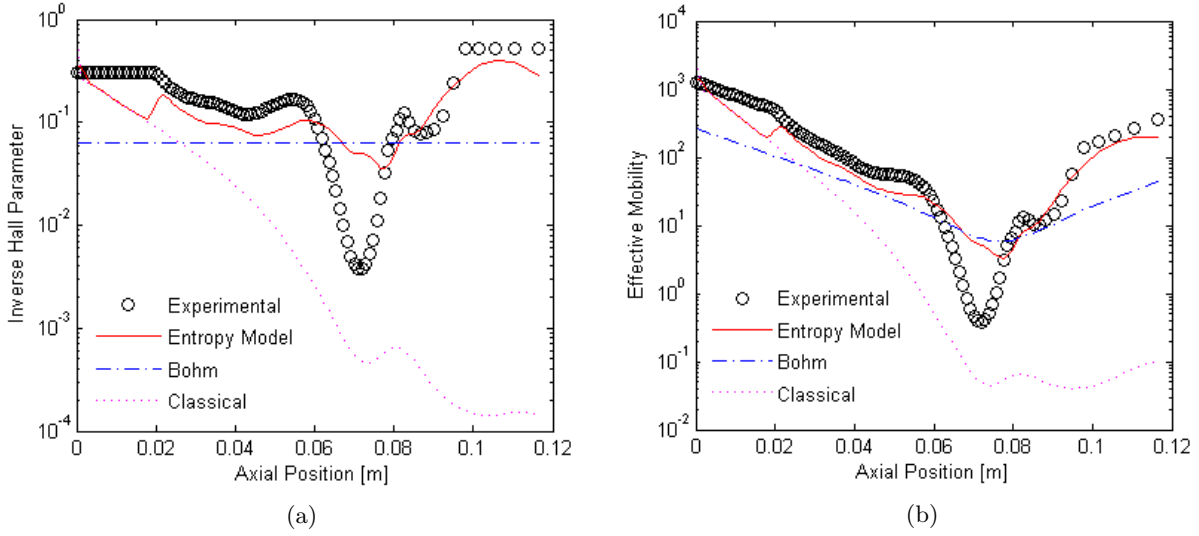 10^0
10^-1
10^-2
10^-3
10^-4
Inverse Hall Parameter
Experimental
Entropy Model
Bohm
Classical
0 0.02 0.04 0.06 0.08 0.1 0.12
Axial Position [m]
(a)
10^4
10^3
10^2
10^1
10^0
10^-1
10^-2
Effective Mobility
Experimental
Entropy Model
Bohm
Classical
0 0.02 0.04 0.06 0.08 0.1 0.12
Axial Position [m]
(b)